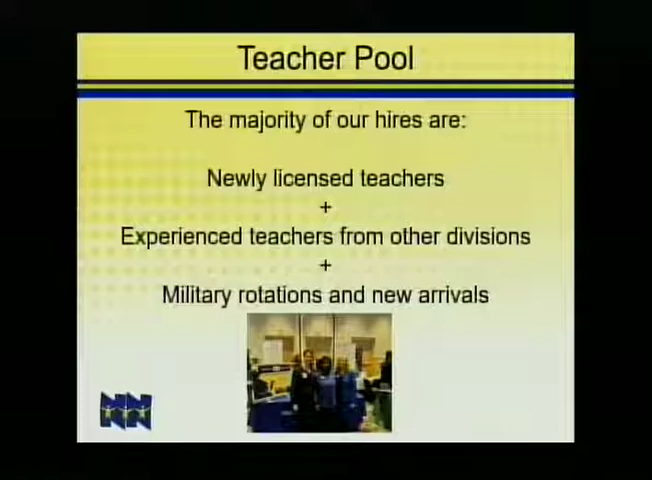 Teacher Pool
The majority of our hires are:
Newly licensed teachers
+
Experienced teachers from other divisions
+
Military rotations and new arrivals
NN